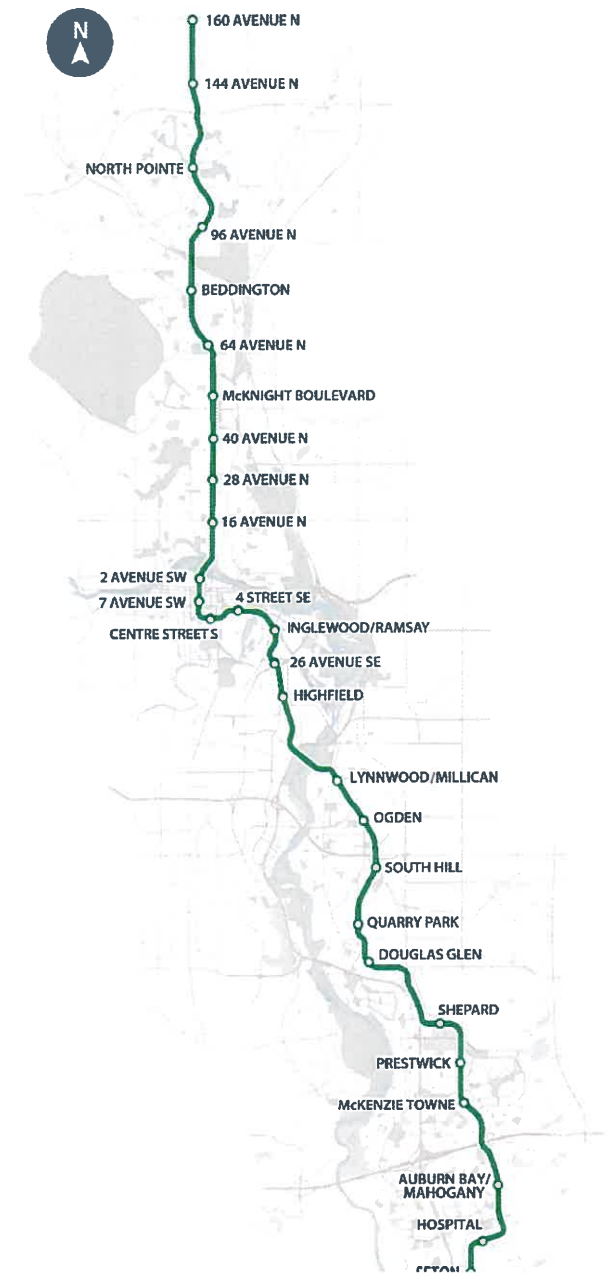 N
160 AVENUE N
144 AVENUE N
NORTH POINTE
96 AVENUE N
BEDDINGTON
64 AVENUE N
McKNIGHT BOULEVARD
40 AVENUE N
28 AVENUE N
16 AVENUE N
2 AVENUE SW
7 AVENUE SW
4 STREET SE
CENTRE STREET S
INGLEWOOD/RAMSAY
26 AVENUE SE
HIGHFIELD
LYNNWOOD/MILLICAN
OGDEN
SOUTH HILL
QUARRY PARK
DOUGLAS GLEN
SHEPARD
PRESTWICK
McKENZIE TOWNE
AUBURN BAY/
MAHOGANY
HOSPITAL
SETON